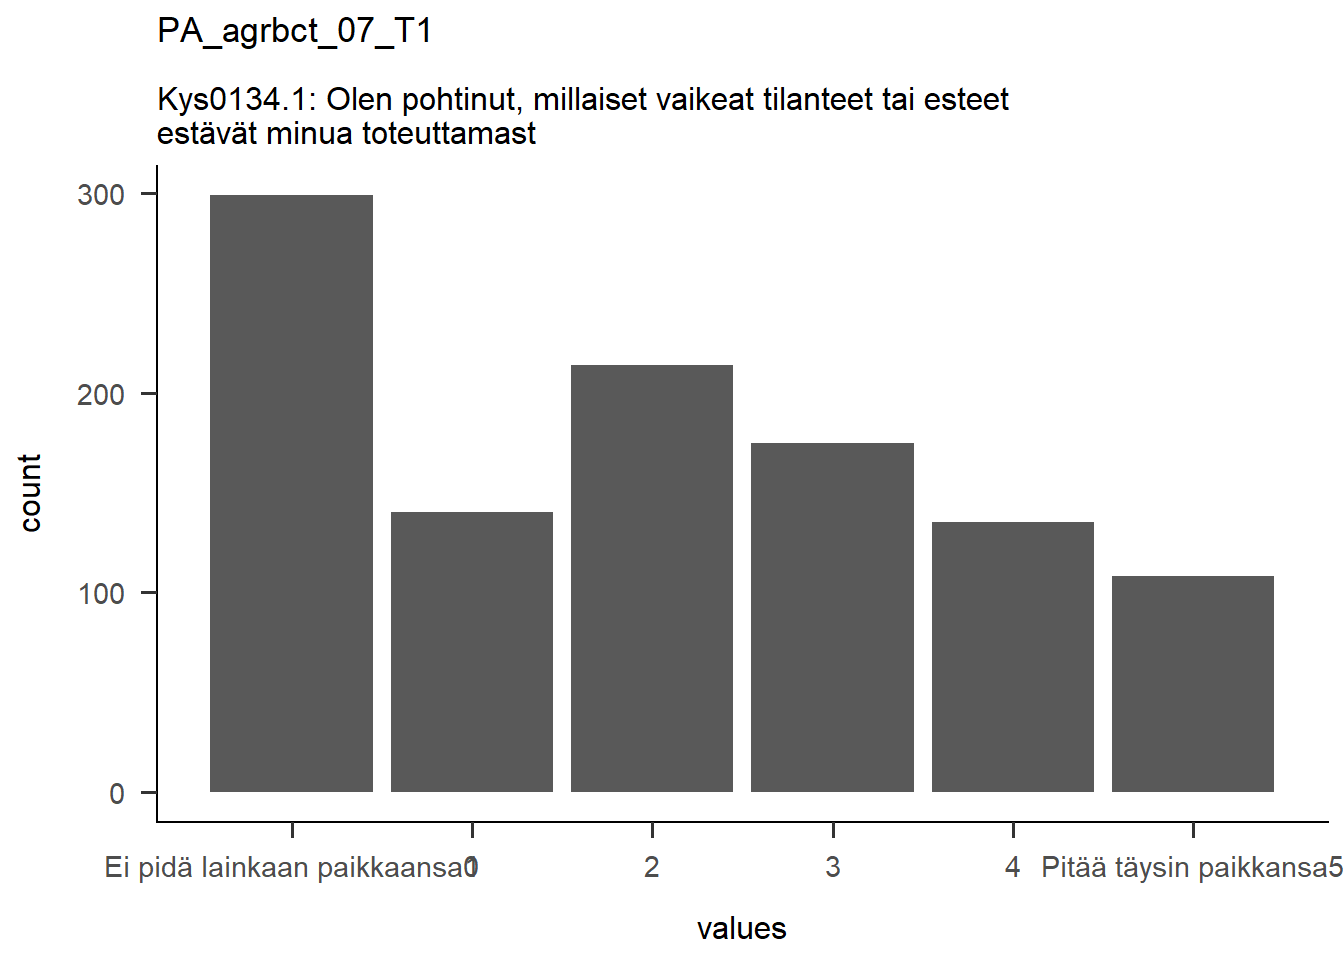 PA_agrbct_07_T1
Kys0134.1: Olen pohtinut, millaiset vaikeat tilanteet tai esteet
estävät minua toteuttamast
300
200
100
0
count
Ei pidä lainkaan paikkaansa0 1 2 3 4 Pitää täysin paikkansa5
values